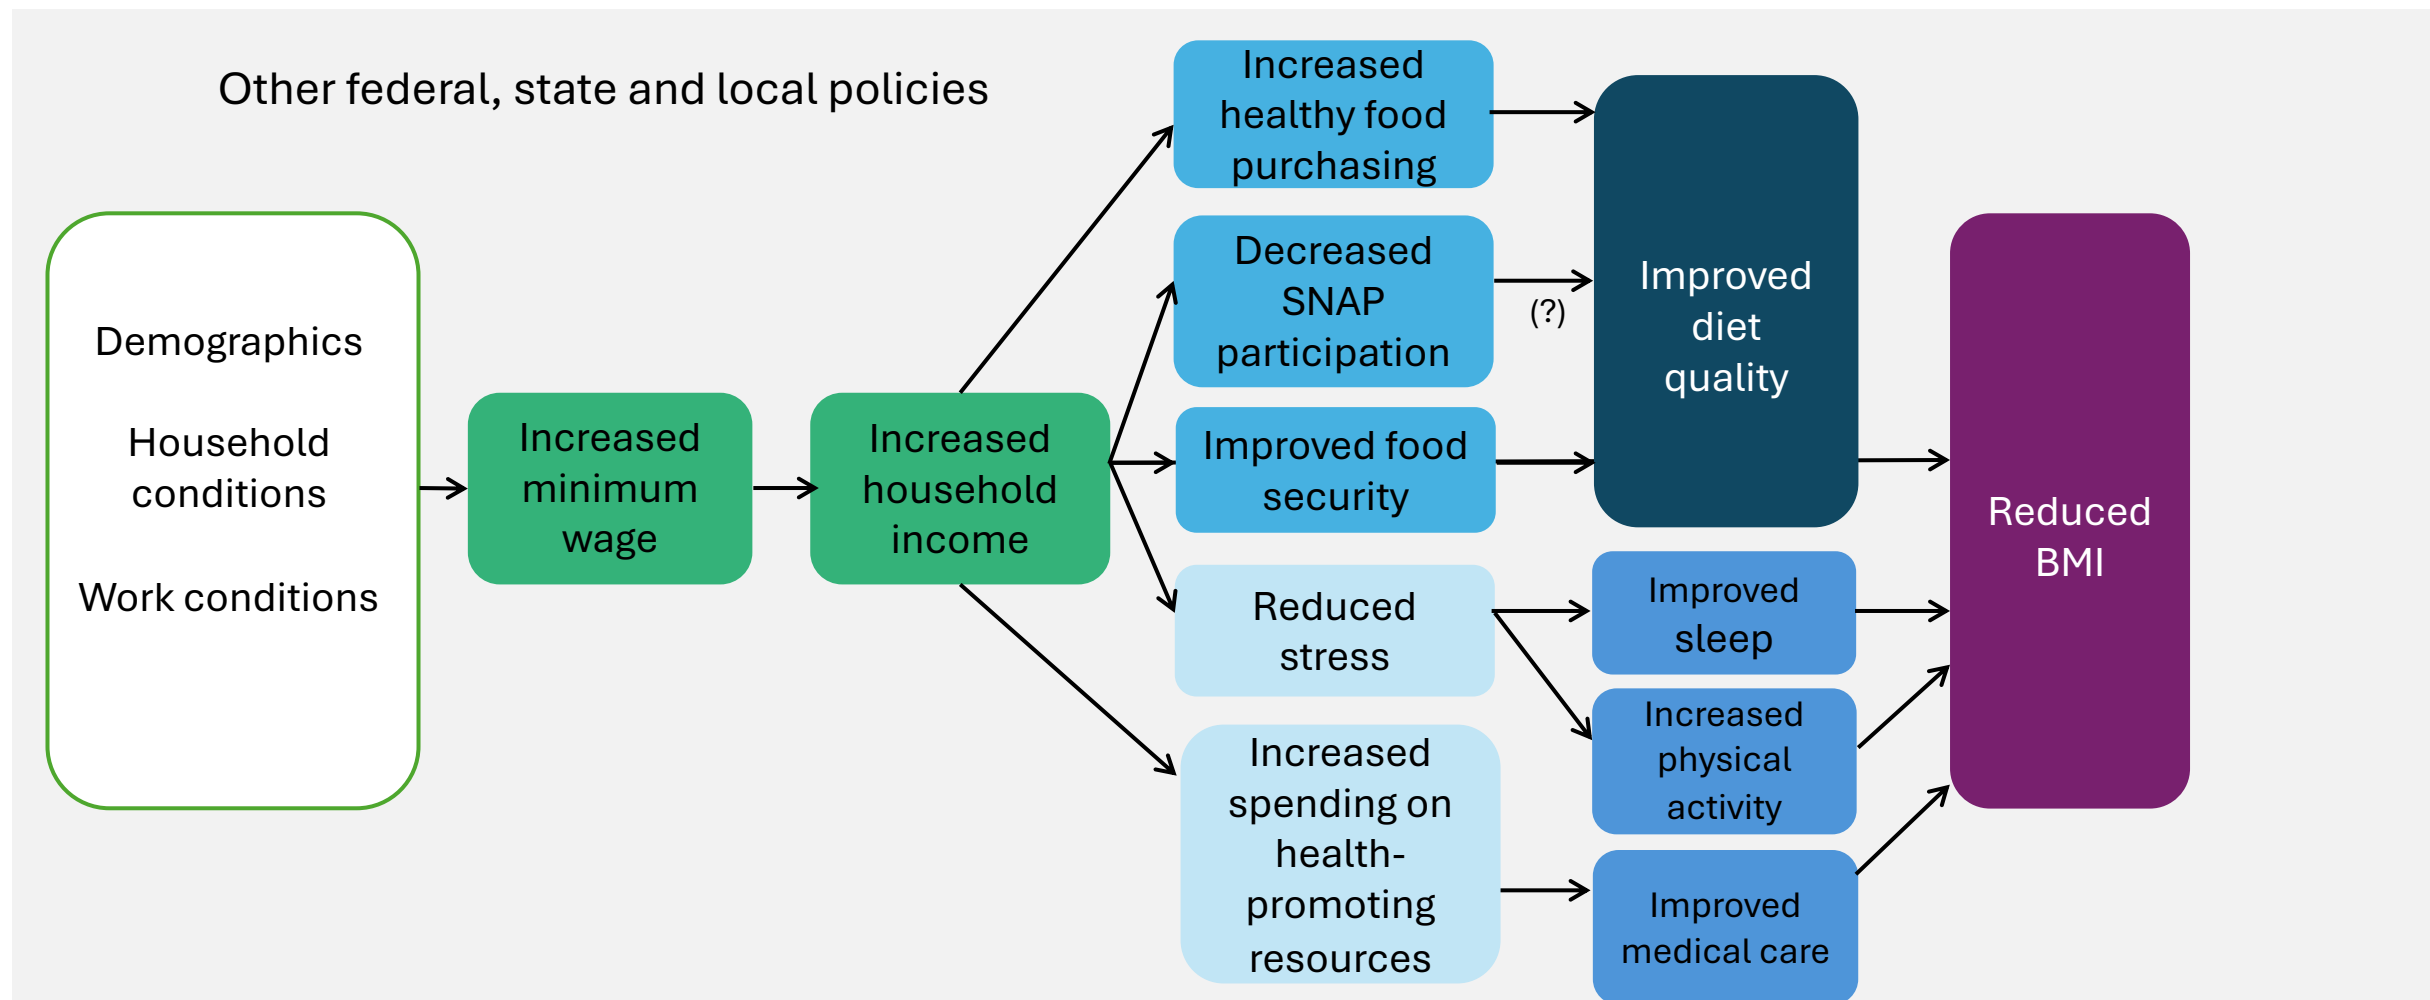 Other federal, state and local policies
Demographics
Household
conditions
Work conditions
Increased
minimum
wage
Increased
household
income
Increased
healthy food
purchasing
Decreased
SNAP
participation
(?)
Improved food
security
Reduced
stress
Increased
spending on
health-
promoting
resources
Improved
diet
quality
Improved
sleep
Increased
physical
activity
Improved
medical care
Reduced
BMI